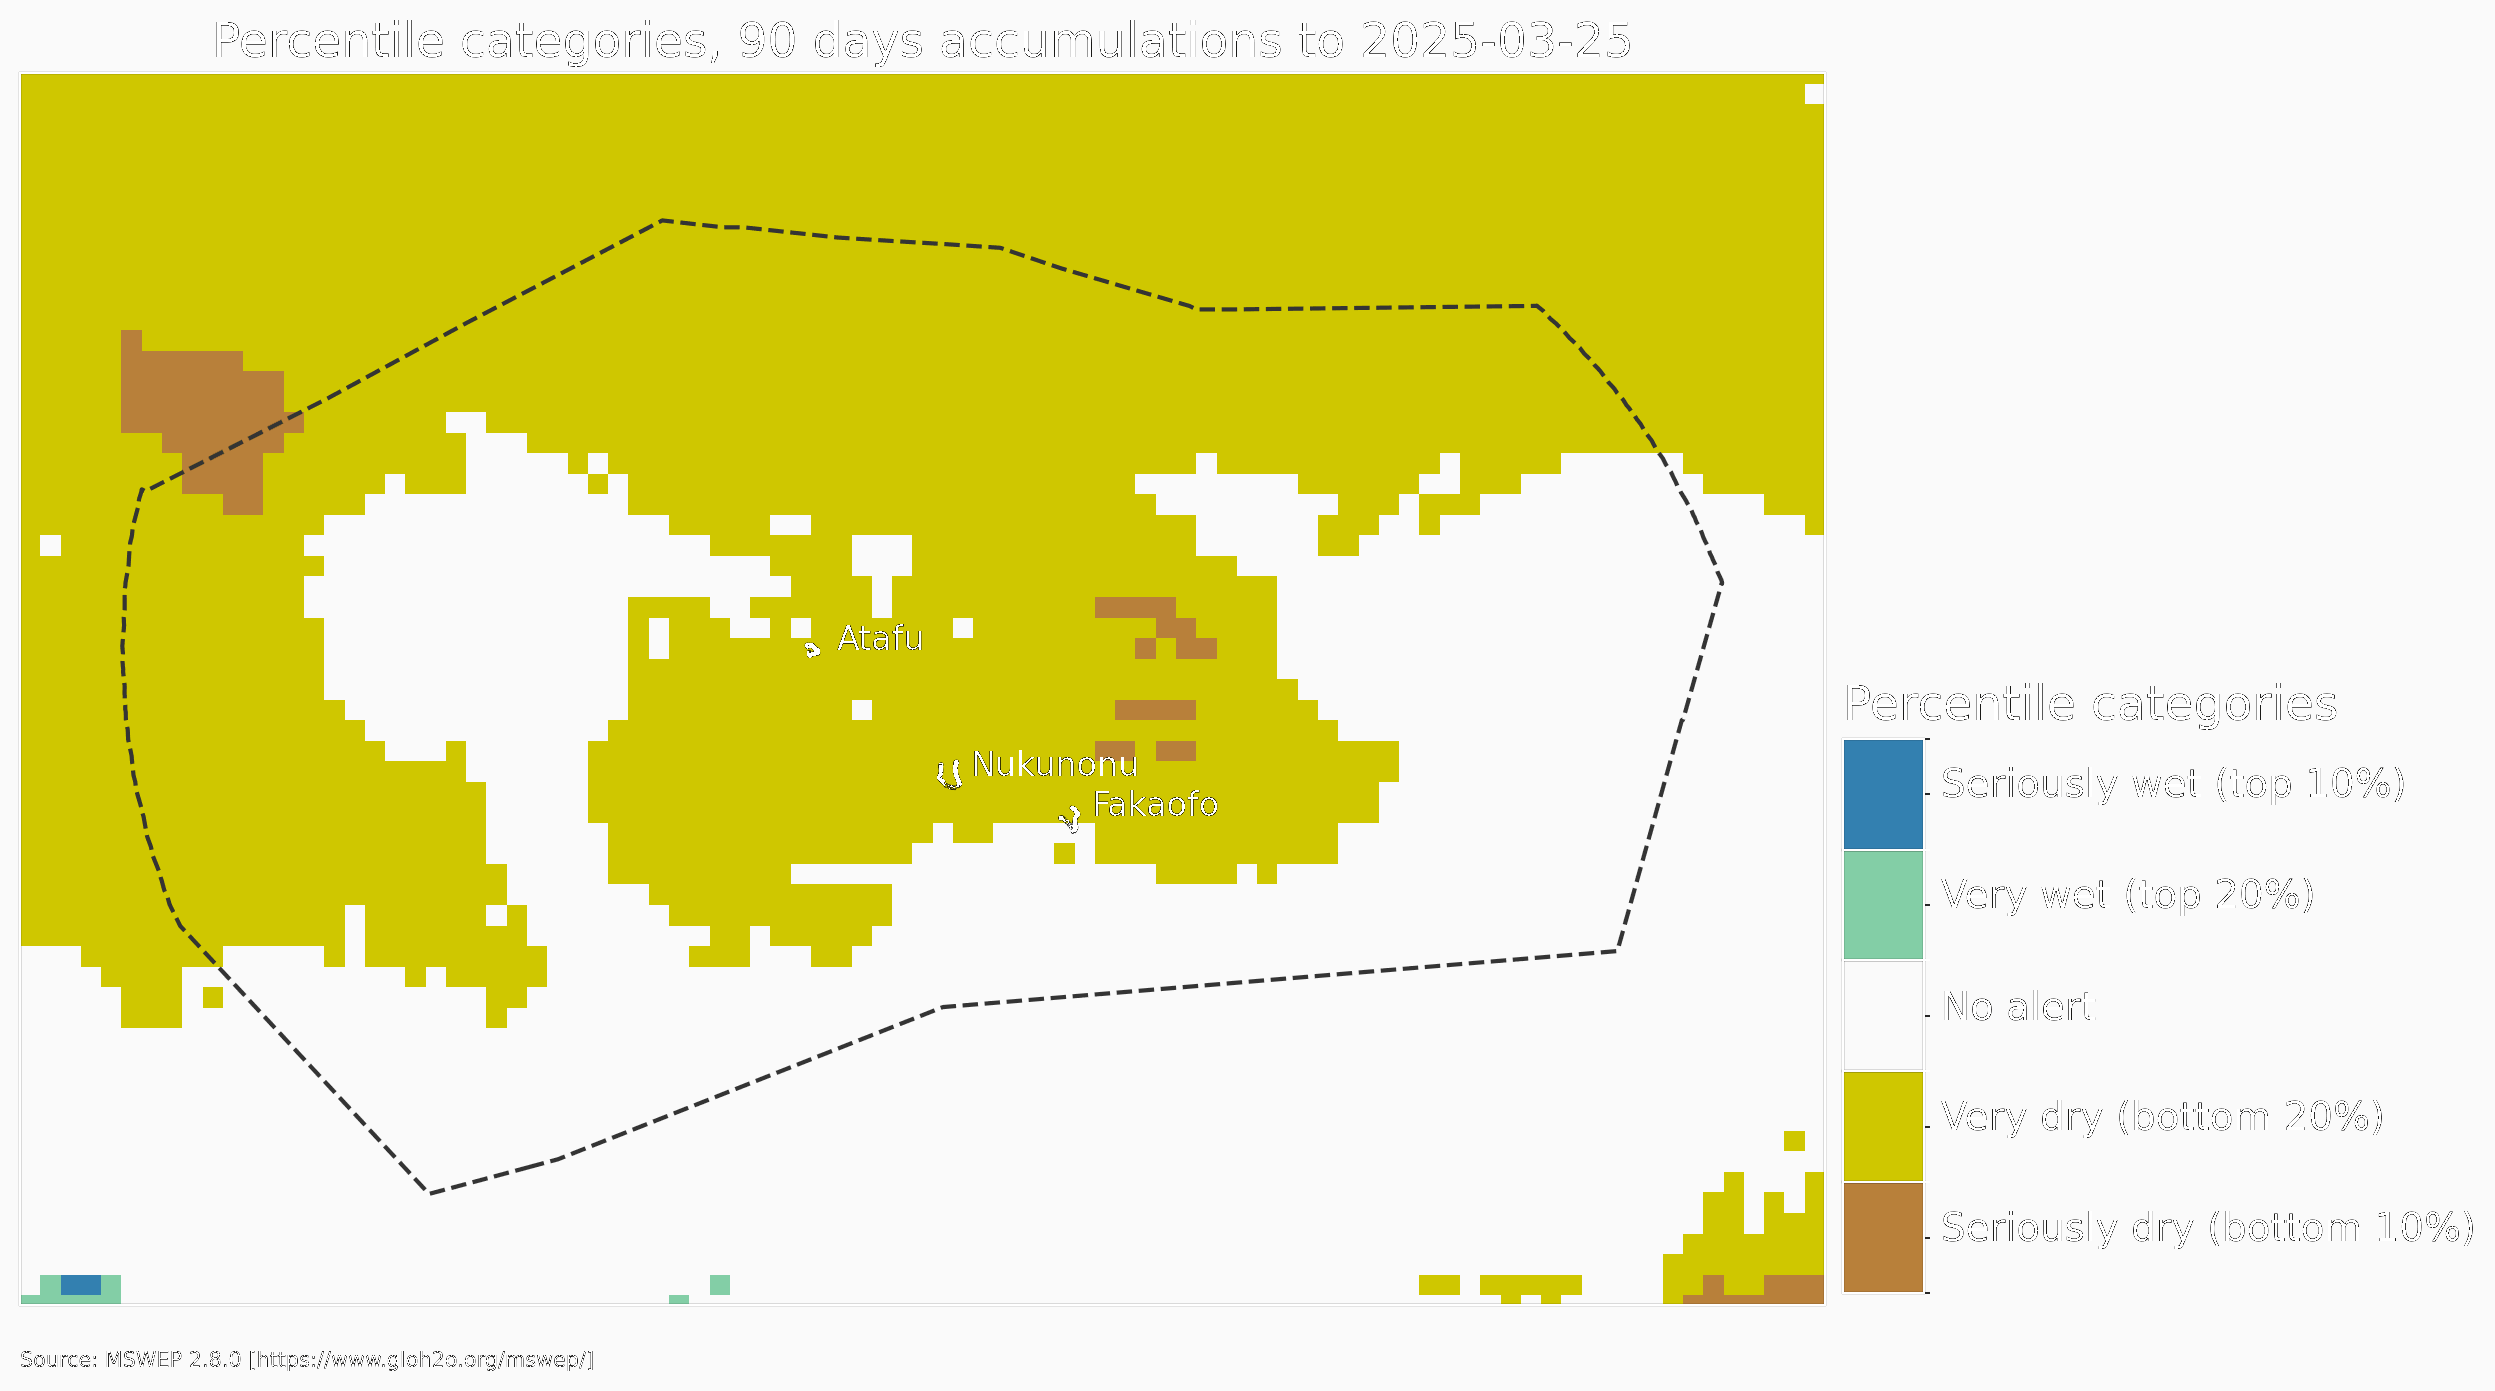 Percentile categories, 90 days accumulations to 2025-03-25
Atafu
Nukunonu
Fakaofo
Percentile categories
Seriously wet (top 10%)
Very wet (top 20%)
No alert
Very dry (bottom 20%)
Seriously dry (bottom 10%)
Source: MSWEP 2.8.0 [https://www.gloh2o.org/mswep/]